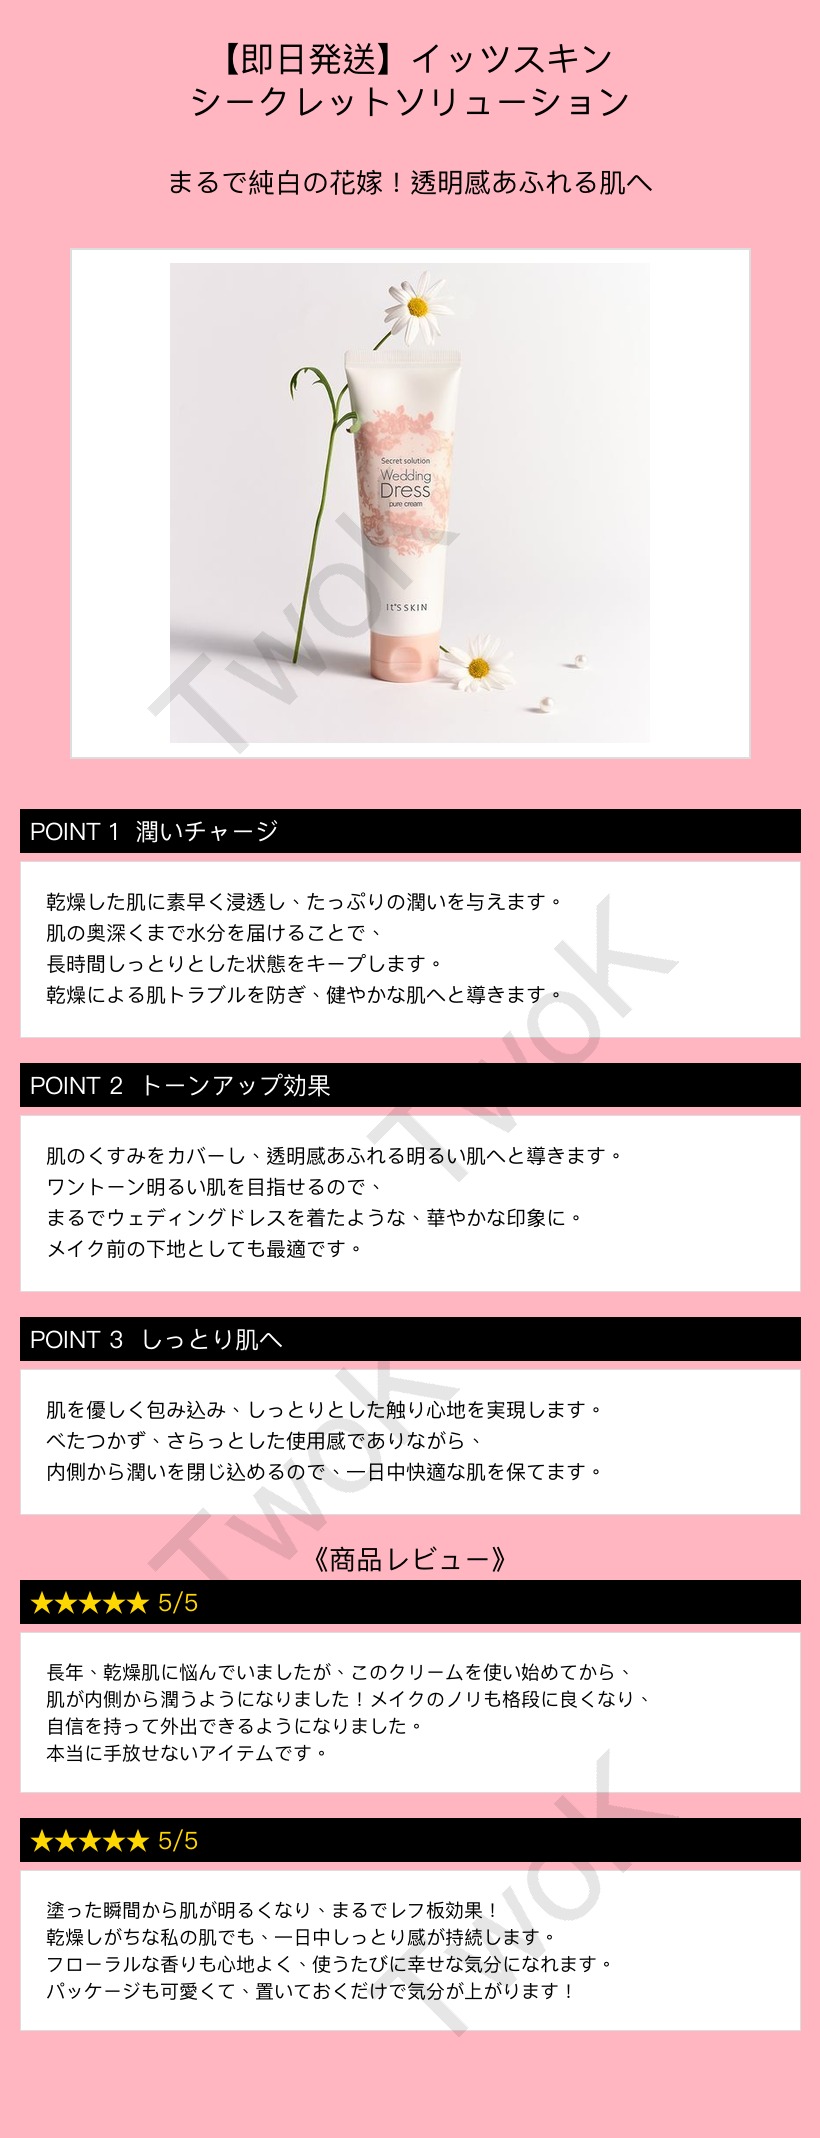 【即日発送】イッツスキン
シークレットソリューション
まるで純白の花嫁！透明感あふれる肌へ
Secret solution
Wedding
Dress
pure cream
It'S SKIN
TwoK
POINT 1 潤いチャージ
乾燥した肌に素早く浸透し、たっぷりの潤いを与えます。
肌の奥深くまで水分を届けることで、
長時間しっとりとした状態をキープします。
乾燥による肌トラブルを防ぎ、健やかな肌へと導きます。
TwoK
POINT 2 トーンアップ効果
肌のくすみをカバーし、透明感あふれる明るい肌へと導きます。
ワントーン明るい肌を目指せるので、
まるでウェディングドレスを着たような、華やかな印象に。
メイク前の下地としても最適です。
POINT 3 しっとり肌へ
肌を優しく包み込み、しっとりとした触り心地を実現します。
べたつかず、さらっとした使用感でありながら、
内側から潤いを閉じ込めるので、一日中快適な肌を保てます。
TwoK
《商品レビュー》
★★★★★ 5/5
長年、乾燥肌に悩んでいましたが、このクリームを使い始めてから、
肌が内側から潤うようになりました！メイクのノリも格段に良くなり、
自信を持って外出できるようになりました。
本当に手放せないアイテムです。
★★★★★ 5/5
塗った瞬間から肌が明るくなり、まるでレフ板効果！
乾燥しがちな私の肌でも、一日中しっとり感が持続します。
フローラルな香りも心地よく、使うたびに幸せな気分になれます。
パッケージも可愛くて、置いておくだけで気分が上がります！
TwoK